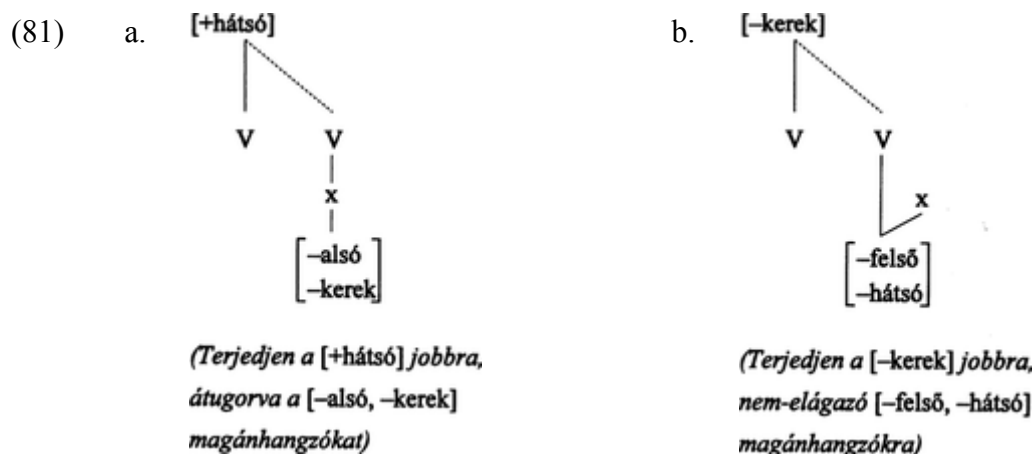 (81) a. [+hátsó] b. [–kerek]
V V V V
x x
[–alsó [–felső
–kerek] –hátsó]
(Terjedjen a [+hátsó] jobbra, (Terjedjen a [–kerek] jobbra,
átugorva a [–alsó, –kerek] nem-elágazó [–felső, –hátsó]
magánhangzókat) magánhangzókra)